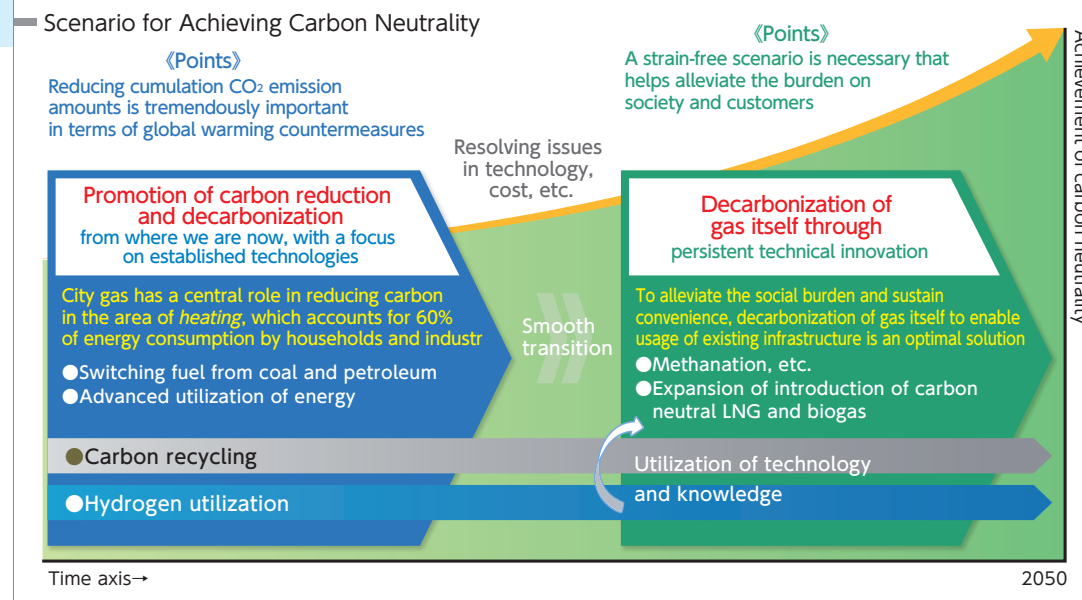 Scenario for Achieving Carbon Neutrality
《Points》
Reducing cumulation CO₂ emission
amounts is tremendously important
in terms of global warming countermeasures
《Points》
A strain-free scenario is necessary that
helps alleviate the burden on
society and customers
Resolving issues
in technology,
cost, etc.
Promotion of carbon reduction
and decarbonization
from where we are now, with a focus
on established technologies
City gas has a central role in reducing carbon
in the area of heating, which accounts for 60%
of energy consumption by households and industr
●Switching fuel from coal and petroleum
●Advanced utilization of energy
Smooth
transition
Decarbonization of
gas itself through
persistent technical innovation
To alleviate the social burden and sustain
convenience, decarbonization of gas itself to enable
usage of existing infrastructure is an optimal solution
●Methanation, etc.
●Expansion of introduction of carbon
neutral LNG and biogas
●Carbon recycling
●Hydrogen utilization
Utilization of technology
and knowledge
Achievement of carbon neutrality
Time axis→
2050